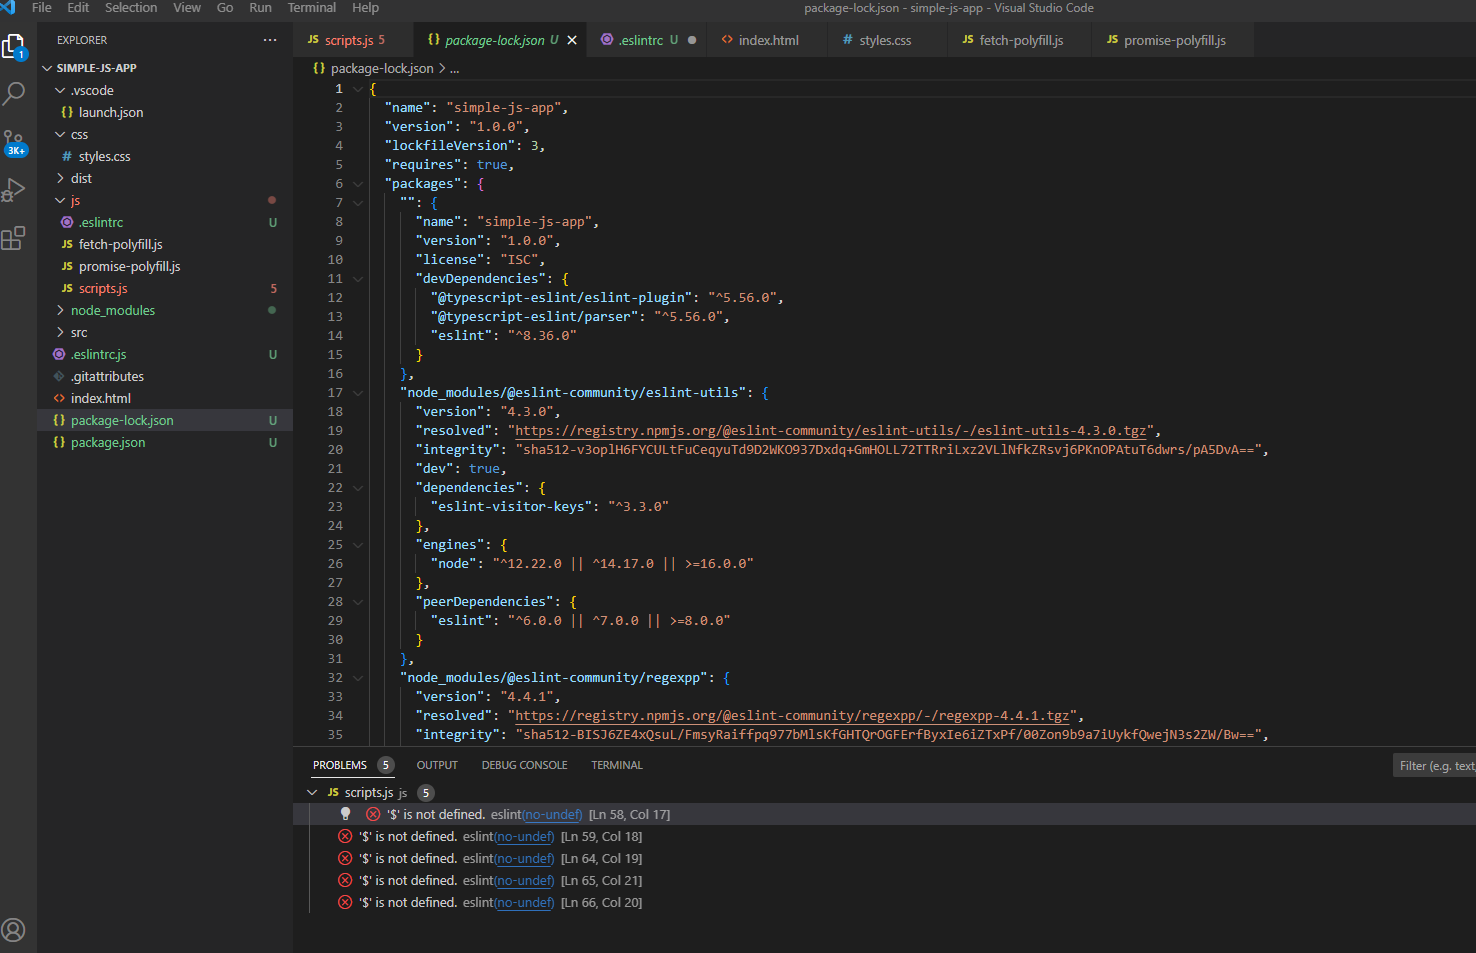 File Edit Selection View Go Run Terminal Help
package-lock.json - simple-js-app - Visual Studio Code
1
3K+
EXPLORER ...
SIMPLE-JS-APP
.vscode
{} launch.json
css
# styles.css
dist
js
.eslintrc U
JS fetch-polyfill.js
JS promise-polyfill.js
JS scripts.js 5
node_modules
src
.eslintrc.js U
.gitattributes
<> index.html
{} package-lock.json U
{} package.json U
JS scripts.js 5
{} package-lock.json U
.eslintrc U
<> index.html
# styles.css
JS fetch-polyfill.js
JS promise-polyfill.js
{} package-lock.json > ...
1 {
2 "name": "simple-js-app",
3 "version": "1.0.0",
4 "lockfileVersion": 3,
5 "requires": true,
6 "packages": {
7 "": {
8 "name": "simple-js-app",
9 "version": "1.0.0",
10 "license": "ISC",
11 "devDependencies": {
12 "@typescript-eslint/eslint-plugin": "^5.56.0",
13 "@typescript-eslint/parser": "^5.56.0",
14 "eslint": "^8.36.0"
15 }
16 },
17 "node_modules/@eslint-community/eslint-utils": {
18 "version": "4.3.0",
19 "resolved": "https://registry.npmjs.org/@eslint-community/eslint-utils/-/eslint-utils-4.3.0.tgz",
20 "integrity": "sha512-v3oplH6FYCULtFuCeqyuTd9D2WKO937Dxdq+GmHOLL72TTRriLxz2VLlNfkZRsvj6PKnOPAtuT6dwrs/pA5DvA==",
21 "dev": true,
22 "dependencies": {
23 "eslint-visitor-keys": "^3.3.0"
24 },
25 "engines": {
26 "node": "^12.22.0 || ^14.17.0 || >=16.0.0"
27 },
28 "peerDependencies": {
29 "eslint": "^6.0.0 || ^7.0.0 || >=8.0.0"
30 }
31 },
32 "node_modules/@eslint-community/regexpp": {
33 "version": "4.4.1",
34 "resolved": "https://registry.npmjs.org/@eslint-community/regexpp/-/regexpp-4.4.1.tgz",
35 "integrity": "sha512-BISJ6ZE4xQsuL/FmsyRaiffpq977bMlsKfGHTQrOGFErfByxIe6iZTxPf/00Zon9b9a7iUykfQwejN3s2ZW/Bw==",
PROBLEMS 5 OUTPUT DEBUG CONSOLE TERMINAL Filter (e.g. text
JS scripts.js js 5
'$' is not defined. eslint(no-undef) [Ln 58, Col 17]
'$' is not defined. eslint(no-undef) [Ln 59, Col 18]
'$' is not defined. eslint(no-undef) [Ln 64, Col 19]
'$' is not defined. eslint(no-undef) [Ln 65, Col 21]
'$' is not defined. eslint(no-undef) [Ln 66, Col 20]